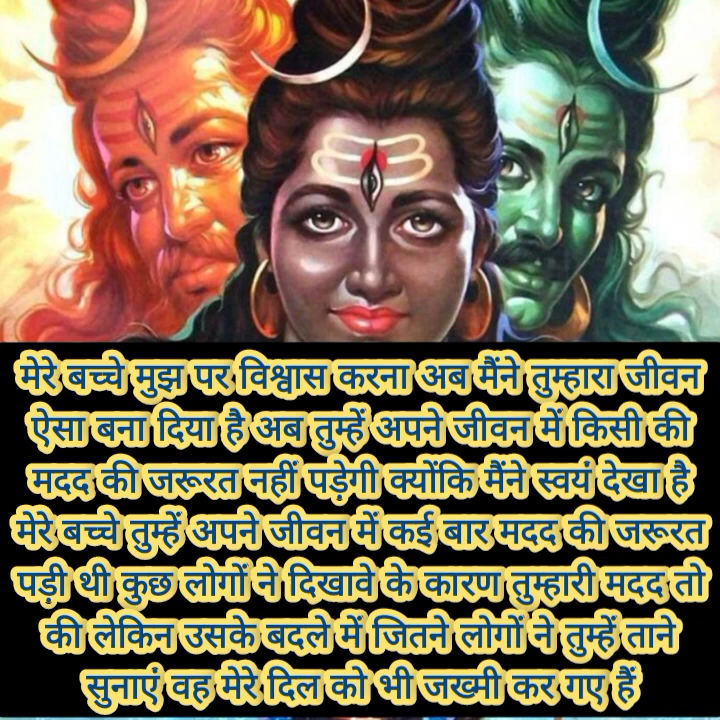 मेरे बच्चे मुझ पर विश्वास करना अब मैंने तुम्हारा जीवन
ऐसा बना दिया है अब तुम्हें अपने जीवन में किसी की
मदद की जरूरत नहीं पड़ेगी क्योंकि मैंने स्वयं देखा है
मेरे बच्चे तुम्हें अपने जीवन में कई बार मदद की जरूरत
पड़ी थी कुछ लोगों ने दिखावे के कारण तुम्हारी मदद तो
की लेकिन उसके बदले में जितने लोगों ने तुम्हें ताने
सुनाएं वह मेरे दिल को भी जख्मी कर गए हैं